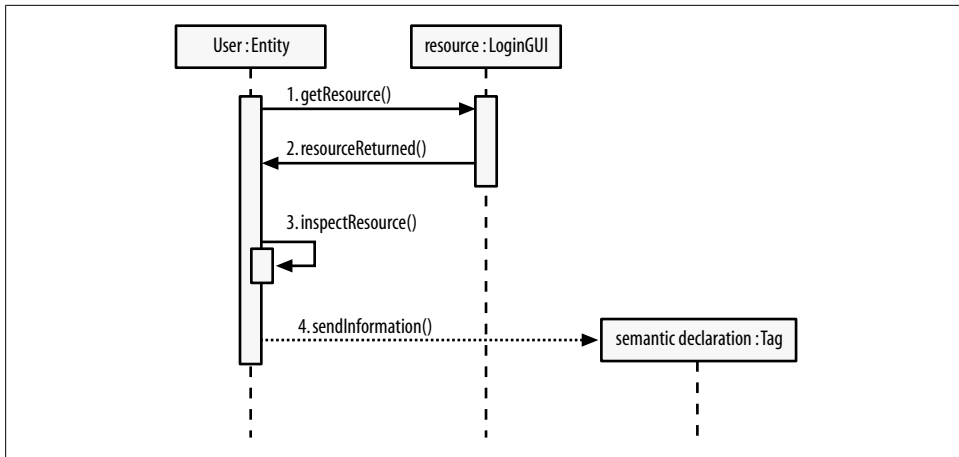 User : Entity
resource : LoginGUI
1. getResource()
2. resourceReturned()
3. inspectResource()
4. sendInformation()
semantic declaration : Tag